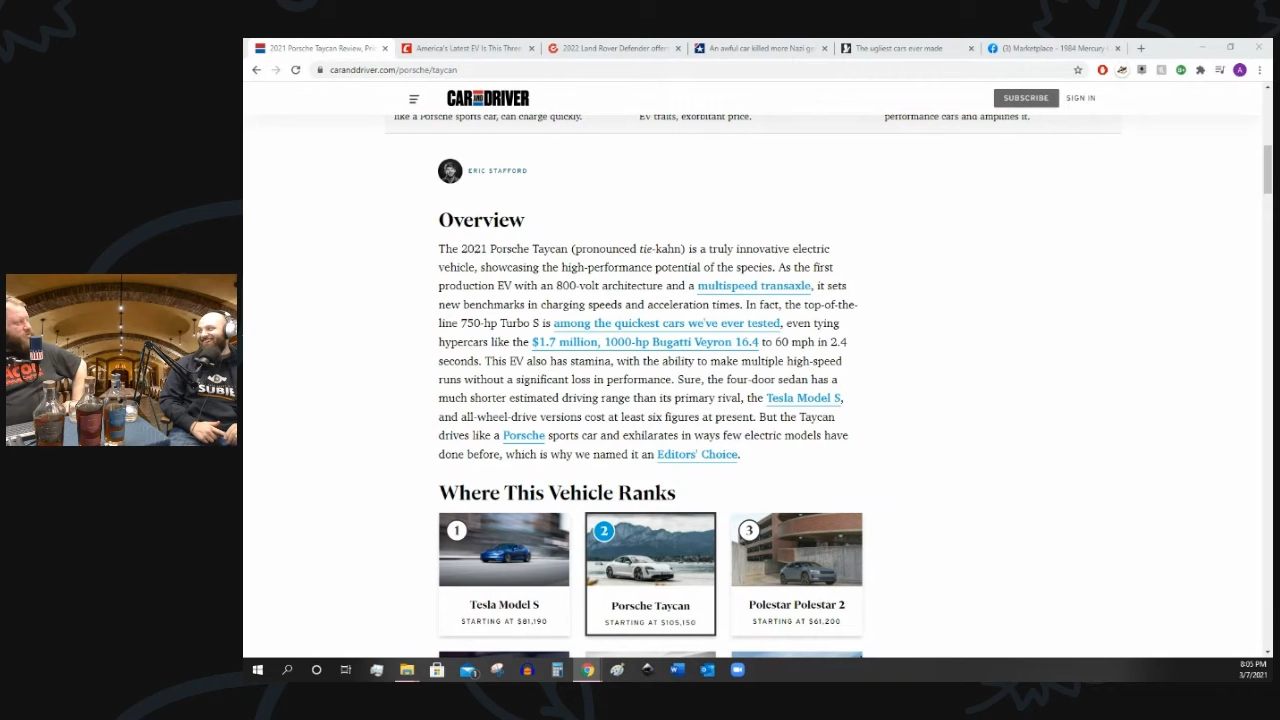 2021 Porsche Taycan Review, Pri
America's Latest EV Is This Three
2022 Land Rover Defender offers
An awful car killed more Nazi ge
The ugliest cars ever made
(3) Marketplace - 1984 Mercury
caranddriver.com/porsche/taycan
CAR AND DRIVER
SUBSCRIBE
SIGN IN
like a Porsche sports car, can charge quickly.
EV traits, exorbitant price.
performance cars and amplifies it.
ERIC STAFFORD
Overview
The 2021 Porsche Taycan (pronounced tie-kahn) is a truly innovative electric
vehicle, showcasing the high-performance potential of the species. As the first
production EV with an 800-volt architecture and a multispeed transaxle, it sets
new benchmarks in charging speeds and acceleration times. In fact, the top-of-the-
line 750-hp Turbo S is among the quickest cars we've ever tested, even tying
hypercars like the $1.7 million, 1000-hp Bugatti Veyron 16.4 to 60 mph in 2.4
seconds. This EV also has stamina, with the ability to make multiple high-speed
runs without a significant loss in performance. Sure, the four-door sedan has a
much shorter estimated driving range than its primary rival, the Tesla Model S,
and all-wheel-drive versions cost at least six figures at present. But the Taycan
drives like a Porsche sports car and exhilarates in ways few electric models have
done before, which is why we named it an Editors' Choice.
Where This Vehicle Ranks
1
2
3
Tesla Model S
STARTING AT $81,190
Porsche Taycan
STARTING AT $105,150
Polestar Polestar 2
STARTING AT $61,200
SUBIE
8:05 PM
3/7/2021